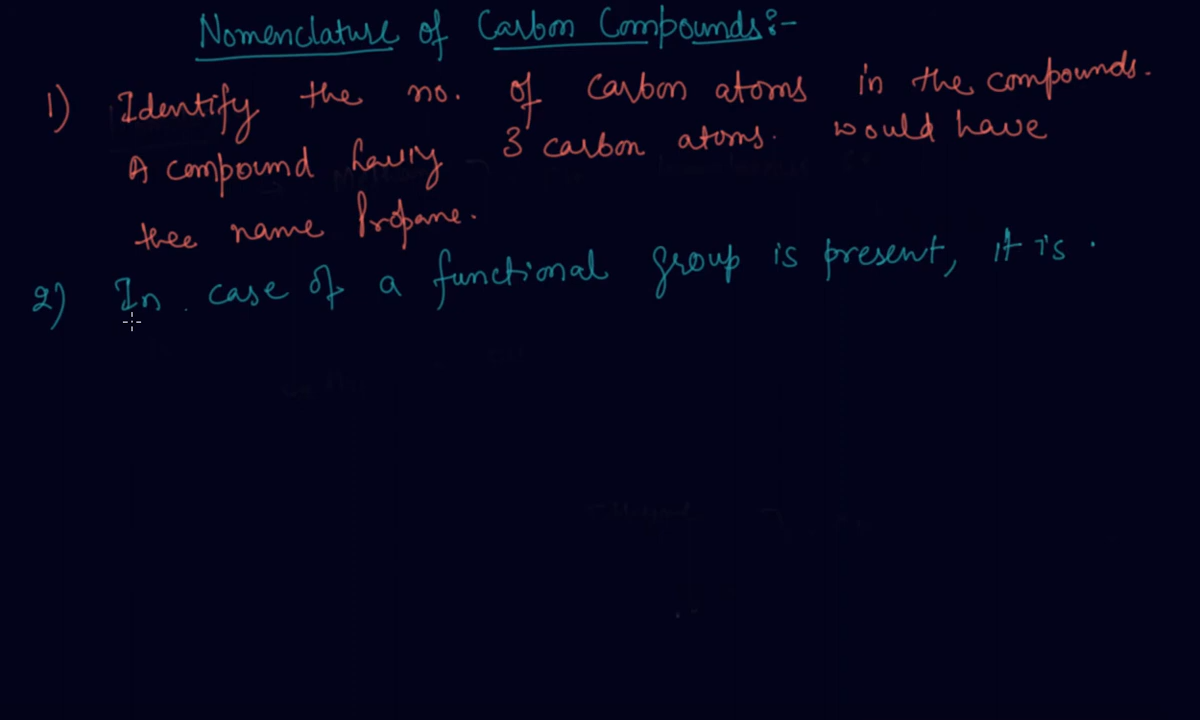 Nomenclature of Carbon Compounds:-
1) Identify the no. of carbon atoms in the compounds.
A compound having 3 carbon atoms. would have
thee name Propane.
2) In case of a functional group is present, it is